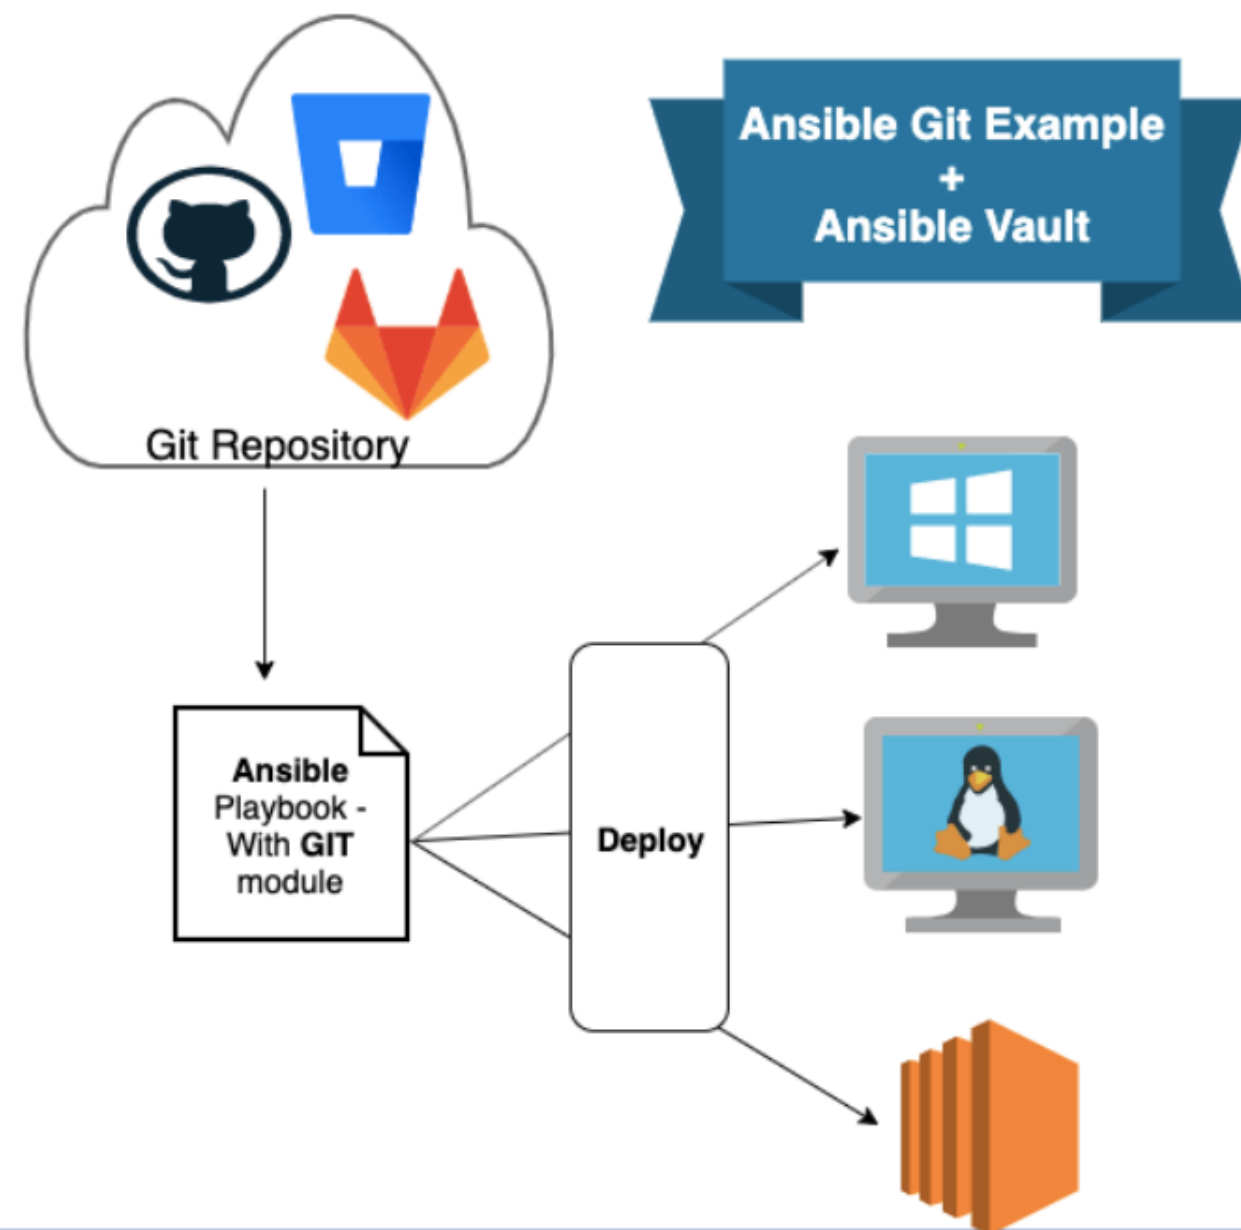 Ansible Git Example
+
Ansible Vault
Git Repository
Ansible
Playbook -
With GIT
module
Deploy